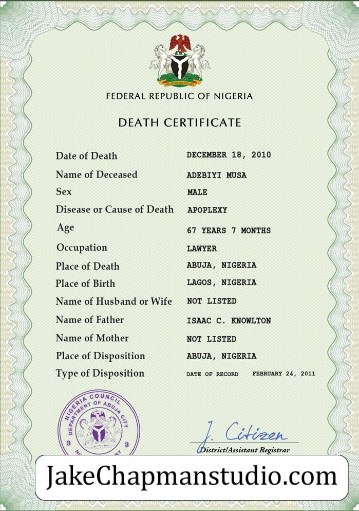 FEDERAL REPUBLIC OF NIGERIA
DEATH CERTIFICATE
Date of Death DECEMBER 18, 2010
Name of Deceased ADEBIYI MUSA
Sex MALE
Disease or Cause of Death APOPLEXY
Age 67 YEARS 7 MONTHS
Occupation LAWYER
Place of Death ABUJA, NIGERIA
Place of Birth LAGOS, NIGERIA
Name of Husband or Wife NOT LISTED
Name of Father ISAAC C. KNOWLTON
Name of Mother NOT LISTED
Place of Disposition ABUJA, NIGERIA
Type of Disposition DATE OF RECORD FEBRUARY 24, 2011
NIGERIA COUNCIL
DEPARTMENT OF ABUJA CITY
J. Citizen
District/Assistant Registrar
JakeChapmanstudio.com